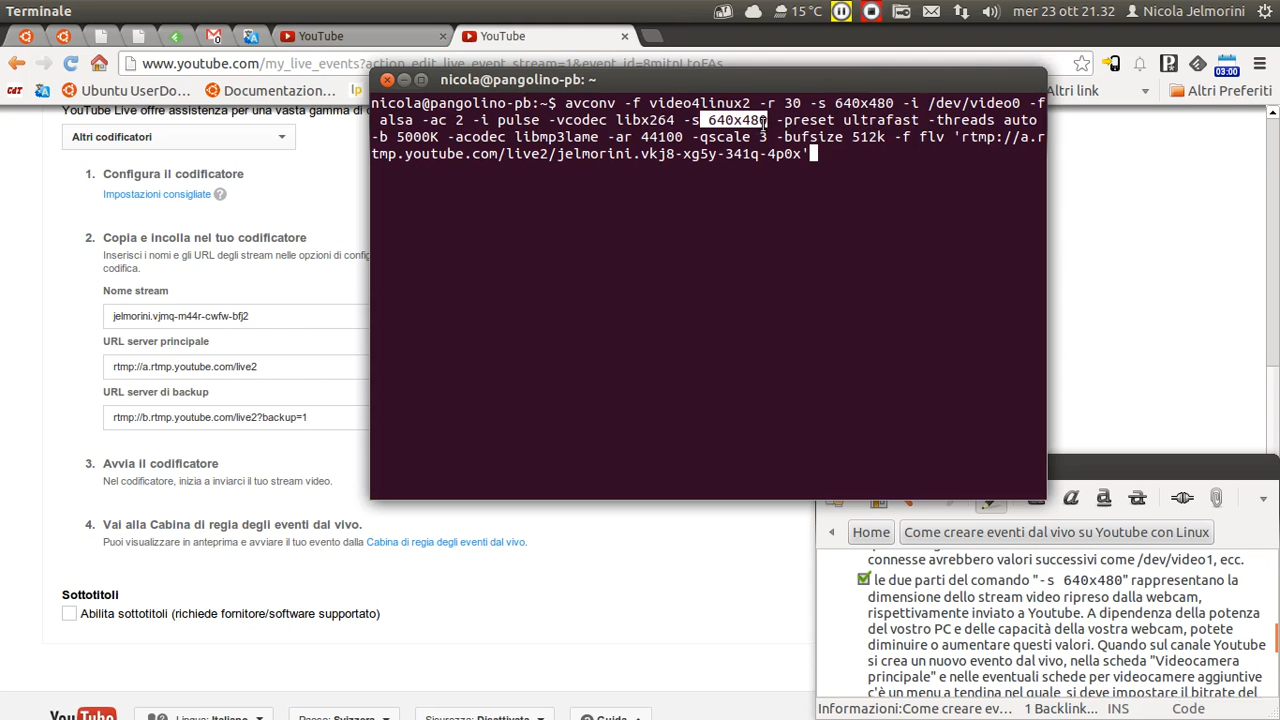 Terminale
15 °C
mer 23 ott 21.32
Nicola Jelmorini
YouTube
YouTube
www.youtube.com/my_live_events?action_edit_live_stream=1&event_id=8mitpLtoFAs
03:00
Ubuntu UserDo...
Documentazion...
Altri link
Altri Preferiti
YouTube Live offre assistenza per una vasta gamma di c
Altri codificatori
1. Configura il codificatore
Impostazioni consigliate ?
2. Copia e incolla nel tuo codificatore
Inserisci i nomi e gli URL degli stream nelle opzioni di config
codifica.
Nome stream
jelmorini.vjmq-m44r-cwfw-bfj2
URL server principale
rtmp://a.rtmp.youtube.com/live2
URL server di backup
rtmp://b.rtmp.youtube.com/live2?backup=1
3. Avvia il codificatore
Nel codificatore, inizia a inviarci il tuo stream video.
4. Vai alla Cabina di regia degli eventi dal vivo.
Puoi visualizzare in anteprima e avviare il tuo evento dalla Cabina di regia degli eventi dal vivo.
Sottotitoli
Abilita sottotitoli (richiede fornitore/software supportato)
nicola@pangolino-pb: ~
nicola@pangolino-pb:~$ avconv -f video4linux2 -r 30 -s 640x480 -i /dev/video0 -f
alsa -ac 2 -i pulse -vcodec libx264 -s 640x480 -preset ultrafast -threads auto
-b 5000K -acodec libmp3lame -ar 44100 -qscale 3 -bufsize 512k -f flv 'rtmp://a.r
tmp.youtube.com/live2/jelmorini.vkj8-xg5y-341q-4p0x'
Home
Come creare eventi dal vivo su Youtube con Linux
connesse avrebbero valori successivi come /dev/video1, ecc.
le due parti del comando "-s 640x480" rappresentano la
dimensione dello stream video ripreso dalla webcam,
rispettivamente inviato a Youtube. A dipendenza della potenza
del vostro PC e delle capacità della vostra webcam, potete
diminuire o aumentare questi valori. Quando sul canale Youtube
si crea un nuovo evento dal vivo, nella scheda "Videocamera
principale" e nelle eventuali schede per videocamere aggiuntive
c'è un menu a tendina nel quale si deve impostare il bitrate del
Informazioni:Come creare ev...
1 Backlink...
INS
Code